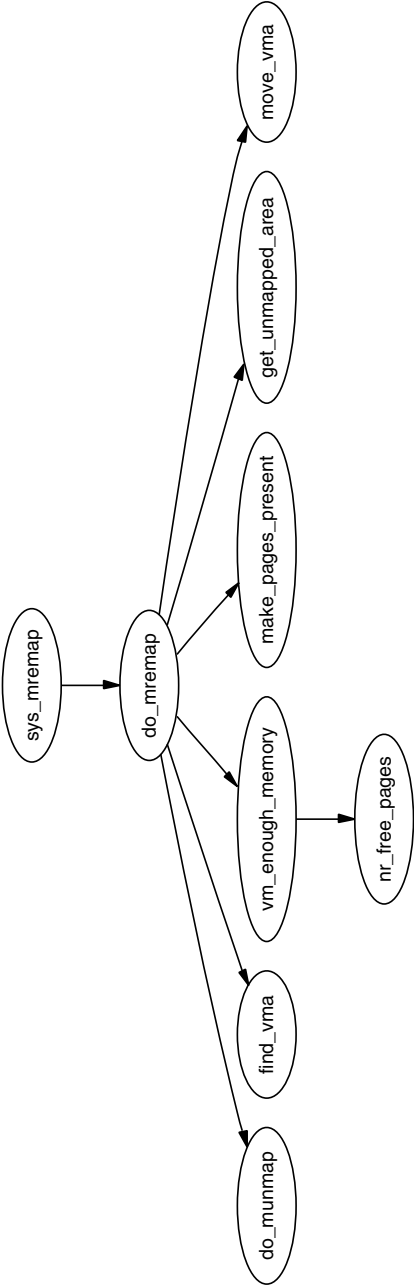 sys_mremap
do_mremap
do_munmap
find_vma
vm_enough_memory
make_pages_present
get_unmapped_area
move_vma
nr_free_pages